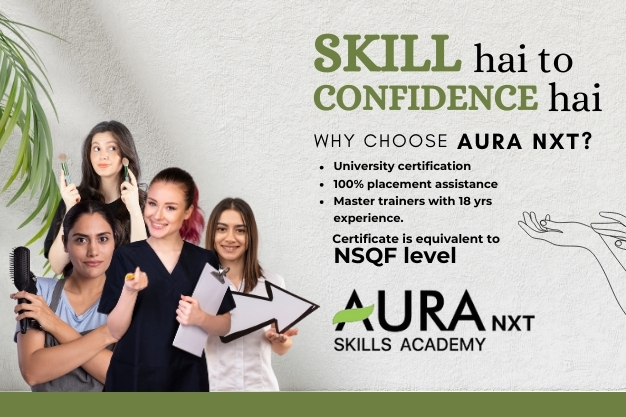 SKILL hai to
CONFIDENCE hai
WHY CHOOSE AURA NXT?
• University certification
• 100% placement assistance
• Master trainers with 18 yrs
experience.
Certificate is equivalent to
NSQF level
AURA NXT
SKILLS ACADEMY